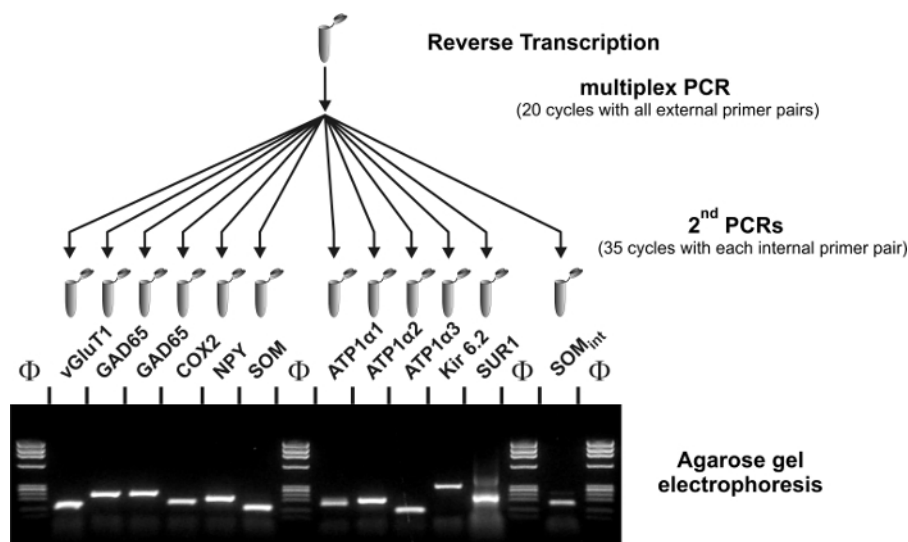 Reverse Transcription
multiplex PCR
(20 cycles with all external primer pairs)
2nd PCRs
(35 cycles with each internal primer pair)
Φ vGluT1 GAD65 GAD65 COX2 NPY SOM Φ ATP1α1 ATP1α2 ATP1α3 Kir 6.2 SUR1 Φ SOMint Φ
Agarose gel
electrophoresis